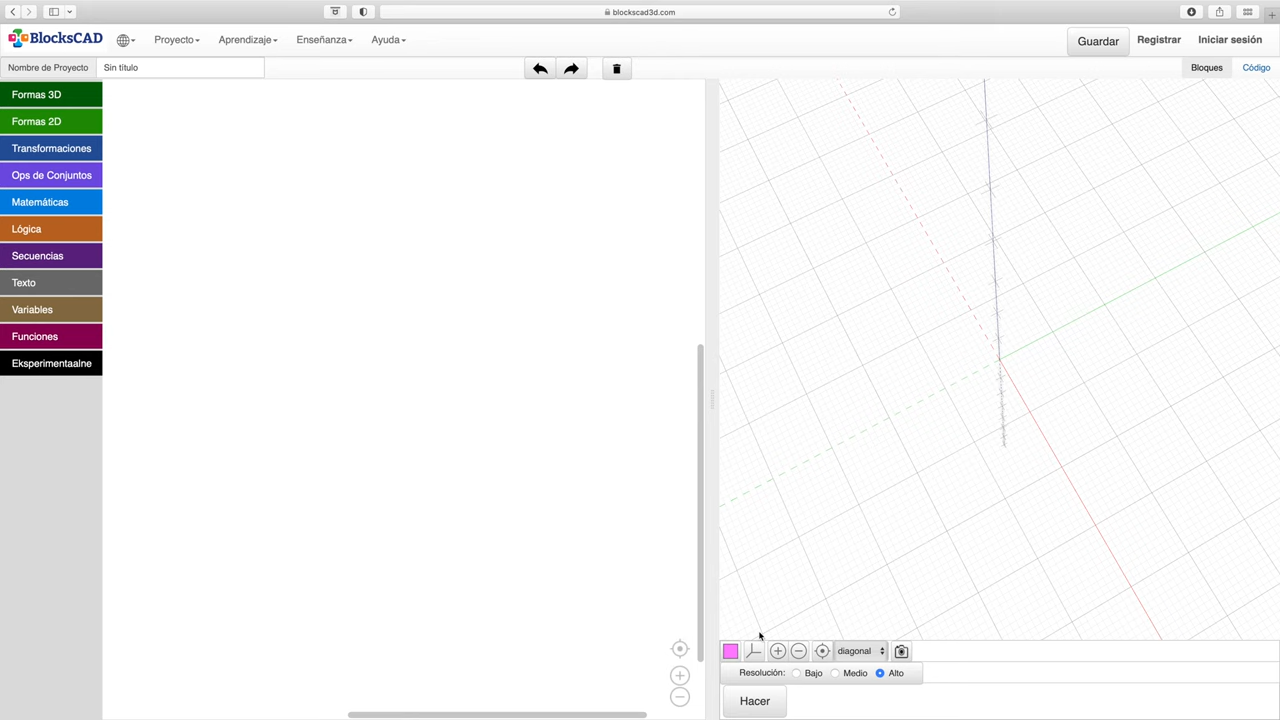 blockscad3d.com
BlocksCAD
Proyecto
Aprendizaje
Enseñanza
Ayuda
Guardar
Registrar
Iniciar sesión
Nombre de Proyecto
Sin título
Bloques
Código
Formas 3D
Formas 2D
Transformaciones
Ops de Conjuntos
Matemáticas
Lógica
Secuencias
Texto
Variables
Funciones
Eksperimentaalne
diagonal
Resolución:
Bajo
Medio
Alto
Hacer